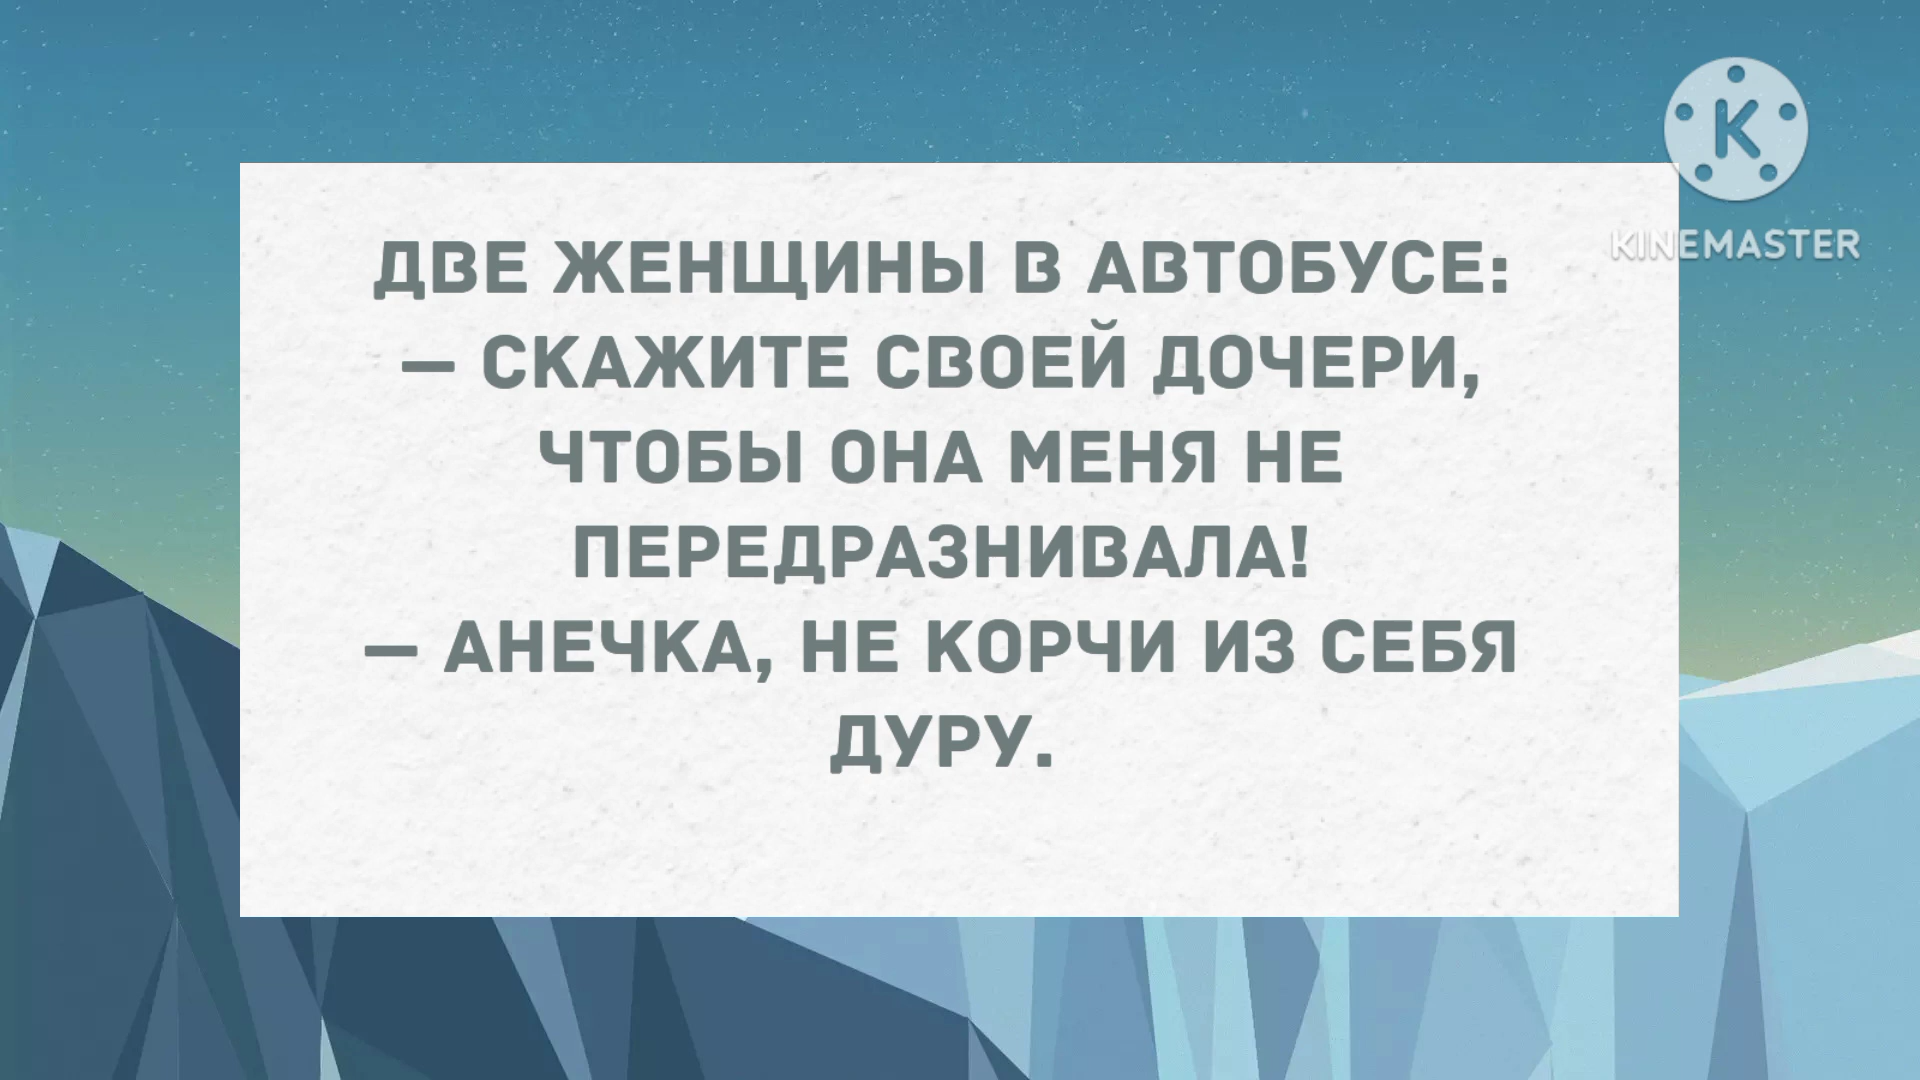 ДВЕ ЖЕНЩИНЫ В АВТОБУСЕ:
— СКАЖИТЕ СВОЕЙ ДОЧЕРИ,
ЧТОБЫ ОНА МЕНЯ НЕ
ПЕРЕДРАЗНИВАЛА!
— АНЕЧКА, НЕ КОРЧИ ИЗ СЕБЯ
ДУРУ.
K
KINEMASTER